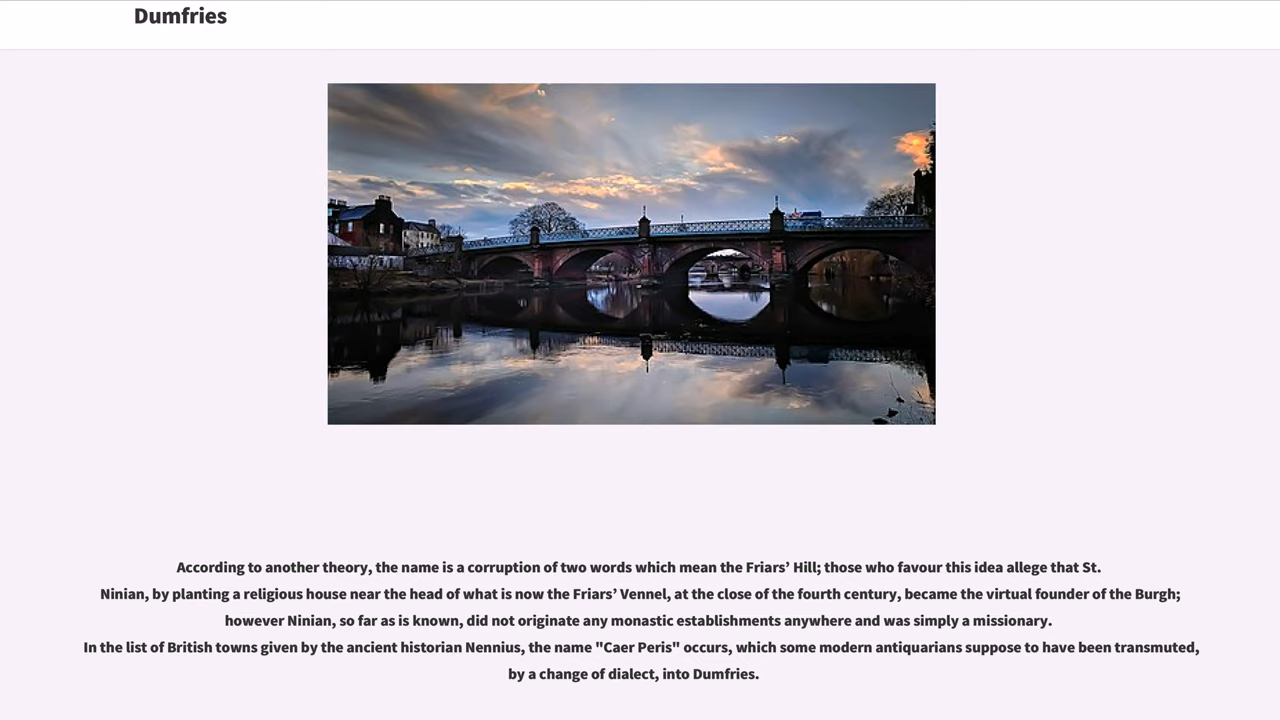 Dumfries
According to another theory, the name is a corruption of two words which mean the Friars’ Hill; those who favour this idea allege that St.
Ninian, by planting a religious house near the head of what is now the Friars’ Vennel, at the close of the fourth century, became the virtual founder of the Burgh;
however Ninian, so far as is known, did not originate any monastic establishments anywhere and was simply a missionary.
In the list of British towns given by the ancient historian Nennius, the name "Caer Peris" occurs, which some modern antiquarians suppose to have been transmuted,
by a change of dialect, into Dumfries.